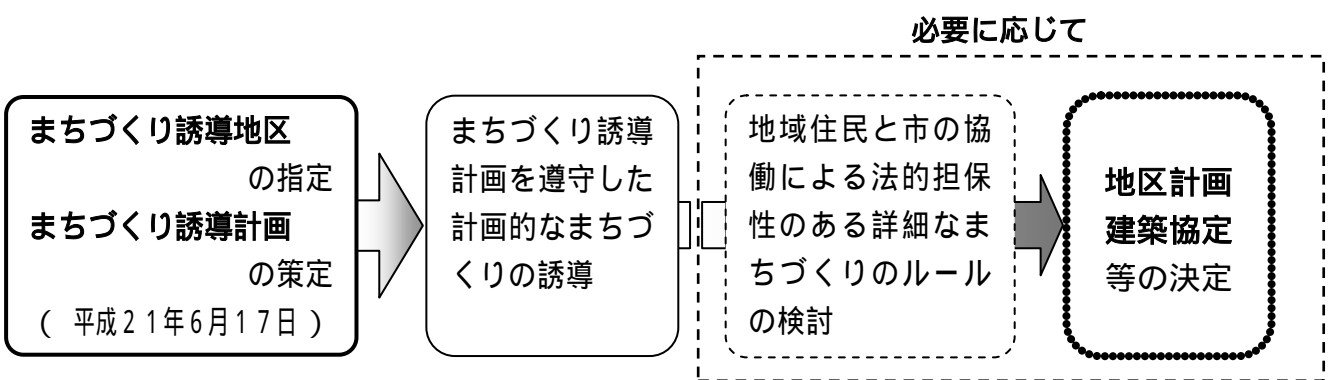 必要に応じて
まちづくり誘導地区
の指定
まちづくり誘導計画
の策定
( 平成21年6月17日 )
まちづくり誘導
計画を遵守した
計画的なまちづ
くりの誘導
地域住民と市の協
働による法的担保
性のある詳細なま
ちづくりのルール
の検討
地区計画
建築協定
等の決定